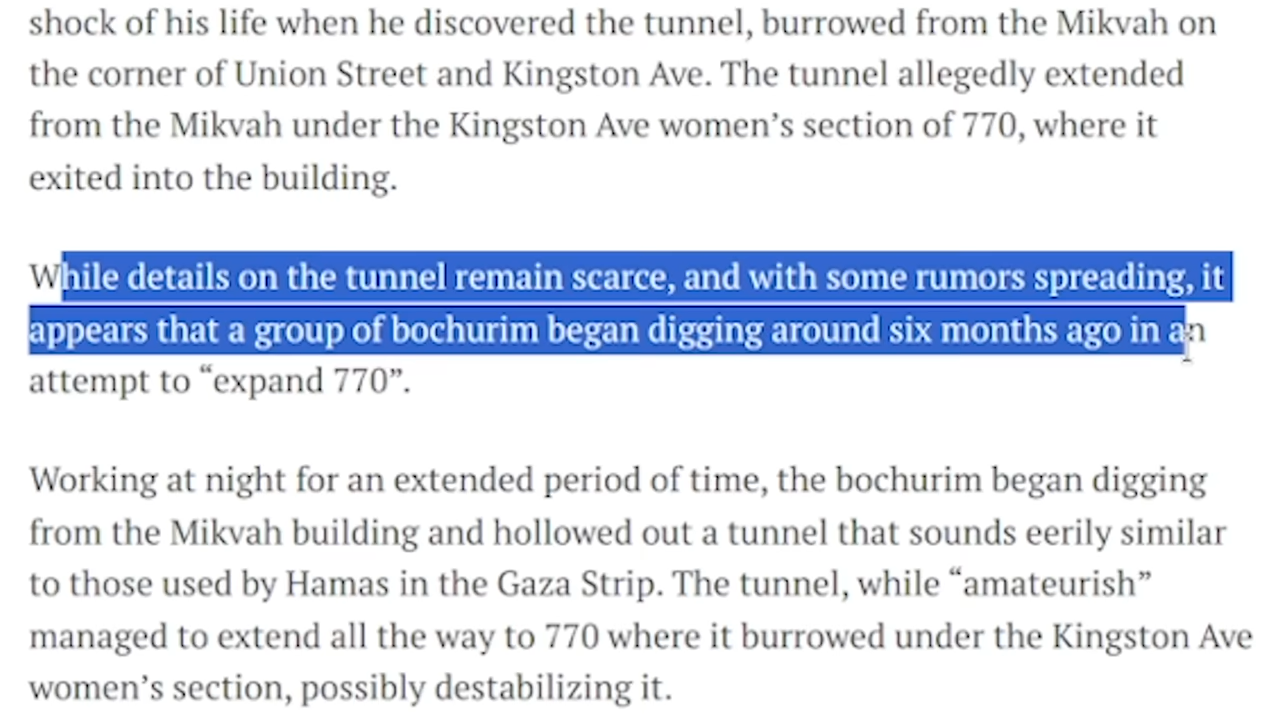 shock of his life when he discovered the tunnel, burrowed from the Mikvah on
the corner of Union Street and Kingston Ave. The tunnel allegedly extended
from the Mikvah under the Kingston Ave women’s section of 770, where it
exited into the building.
While details on the tunnel remain scarce, and with some rumors spreading, it
appears that a group of bochurim began digging around six months ago in an
attempt to “expand 770”.
Working at night for an extended period of time, the bochurim began digging
from the Mikvah building and hollowed out a tunnel that sounds eerily similar
to those used by Hamas in the Gaza Strip. The tunnel, while “amateurish”
managed to extend all the way to 770 where it burrowed under the Kingston Ave
women’s section, possibly destabilizing it.